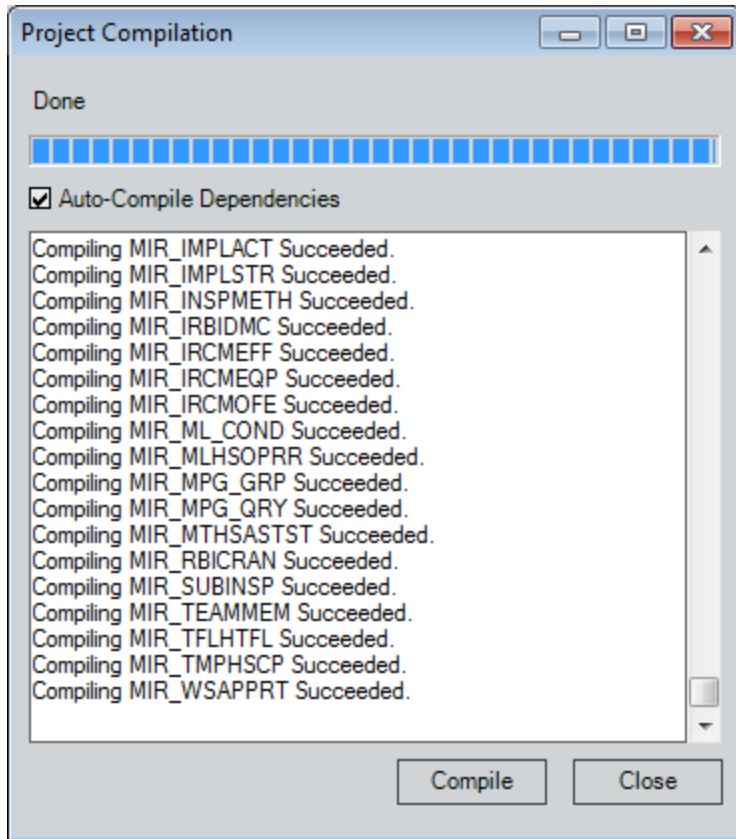 Project Compilation
Done
Auto-Compile Dependencies
Compiling MIR_IMPLACT Succeeded.
Compiling MIR_IMPLSTR Succeeded.
Compiling MIR_INSPMETH Succeeded.
Compiling MIR_IRBIDMC Succeeded.
Compiling MIR_IRCMEFF Succeeded.
Compiling MIR_IRCMEQP Succeeded.
Compiling MIR_IRCMOFE Succeeded.
Compiling MIR_ML_COND Succeeded.
Compiling MIR_MLHSOPRR Succeeded.
Compiling MIR_MPG_GRP Succeeded.
Compiling MIR_MPG_QRY Succeeded.
Compiling MIR_MTHSASTST Succeeded.
Compiling MIR_RBICRAN Succeeded.
Compiling MIR_SUBINSP Succeeded.
Compiling MIR_TEAMMEM Succeeded.
Compiling MIR_TFLHTFL Succeeded.
Compiling MIR_TMPHSCP Succeeded.
Compiling MIR_WSAPPRT Succeeded.
Compile Close